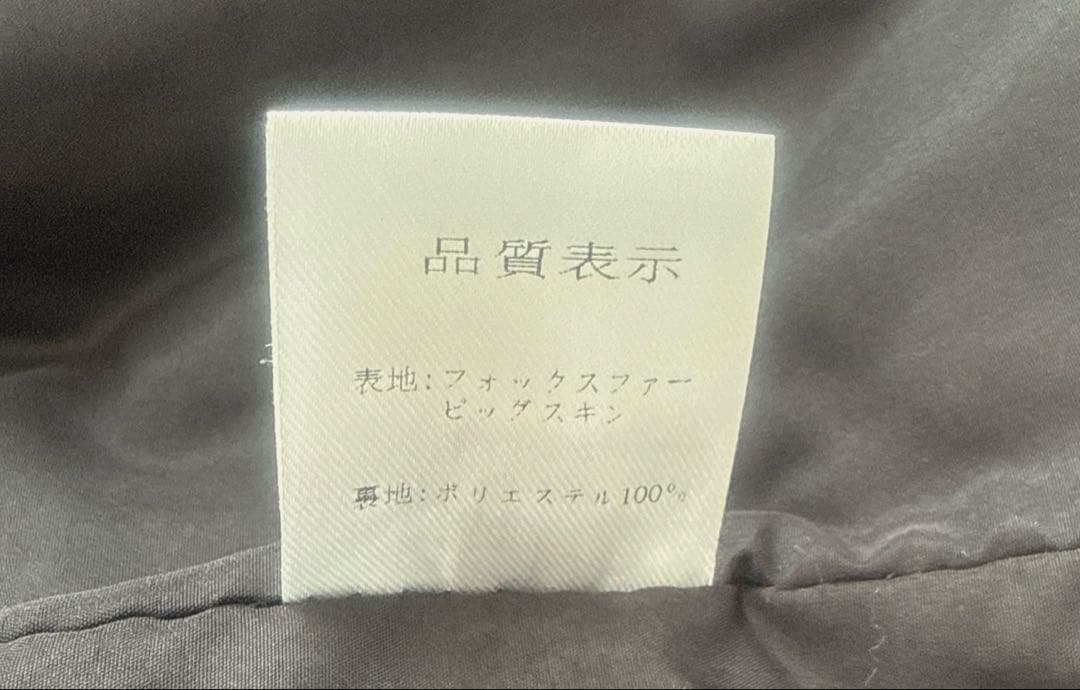 品質表示
表地:フォックスファー
ピッグスキン
裏地:ポリエステル100%